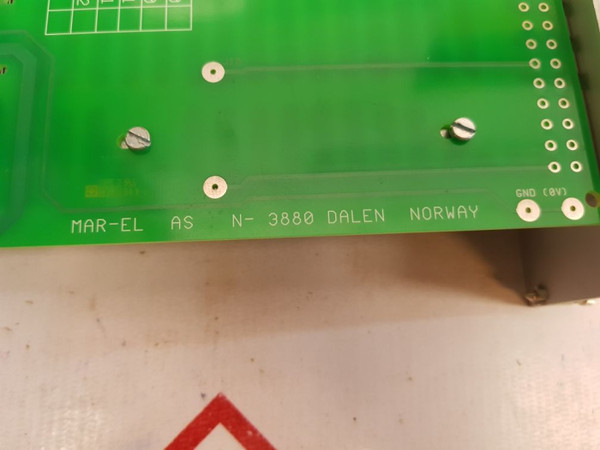 GND (0V)
MAR-EL AS N- 3880 DALEN NORWAY